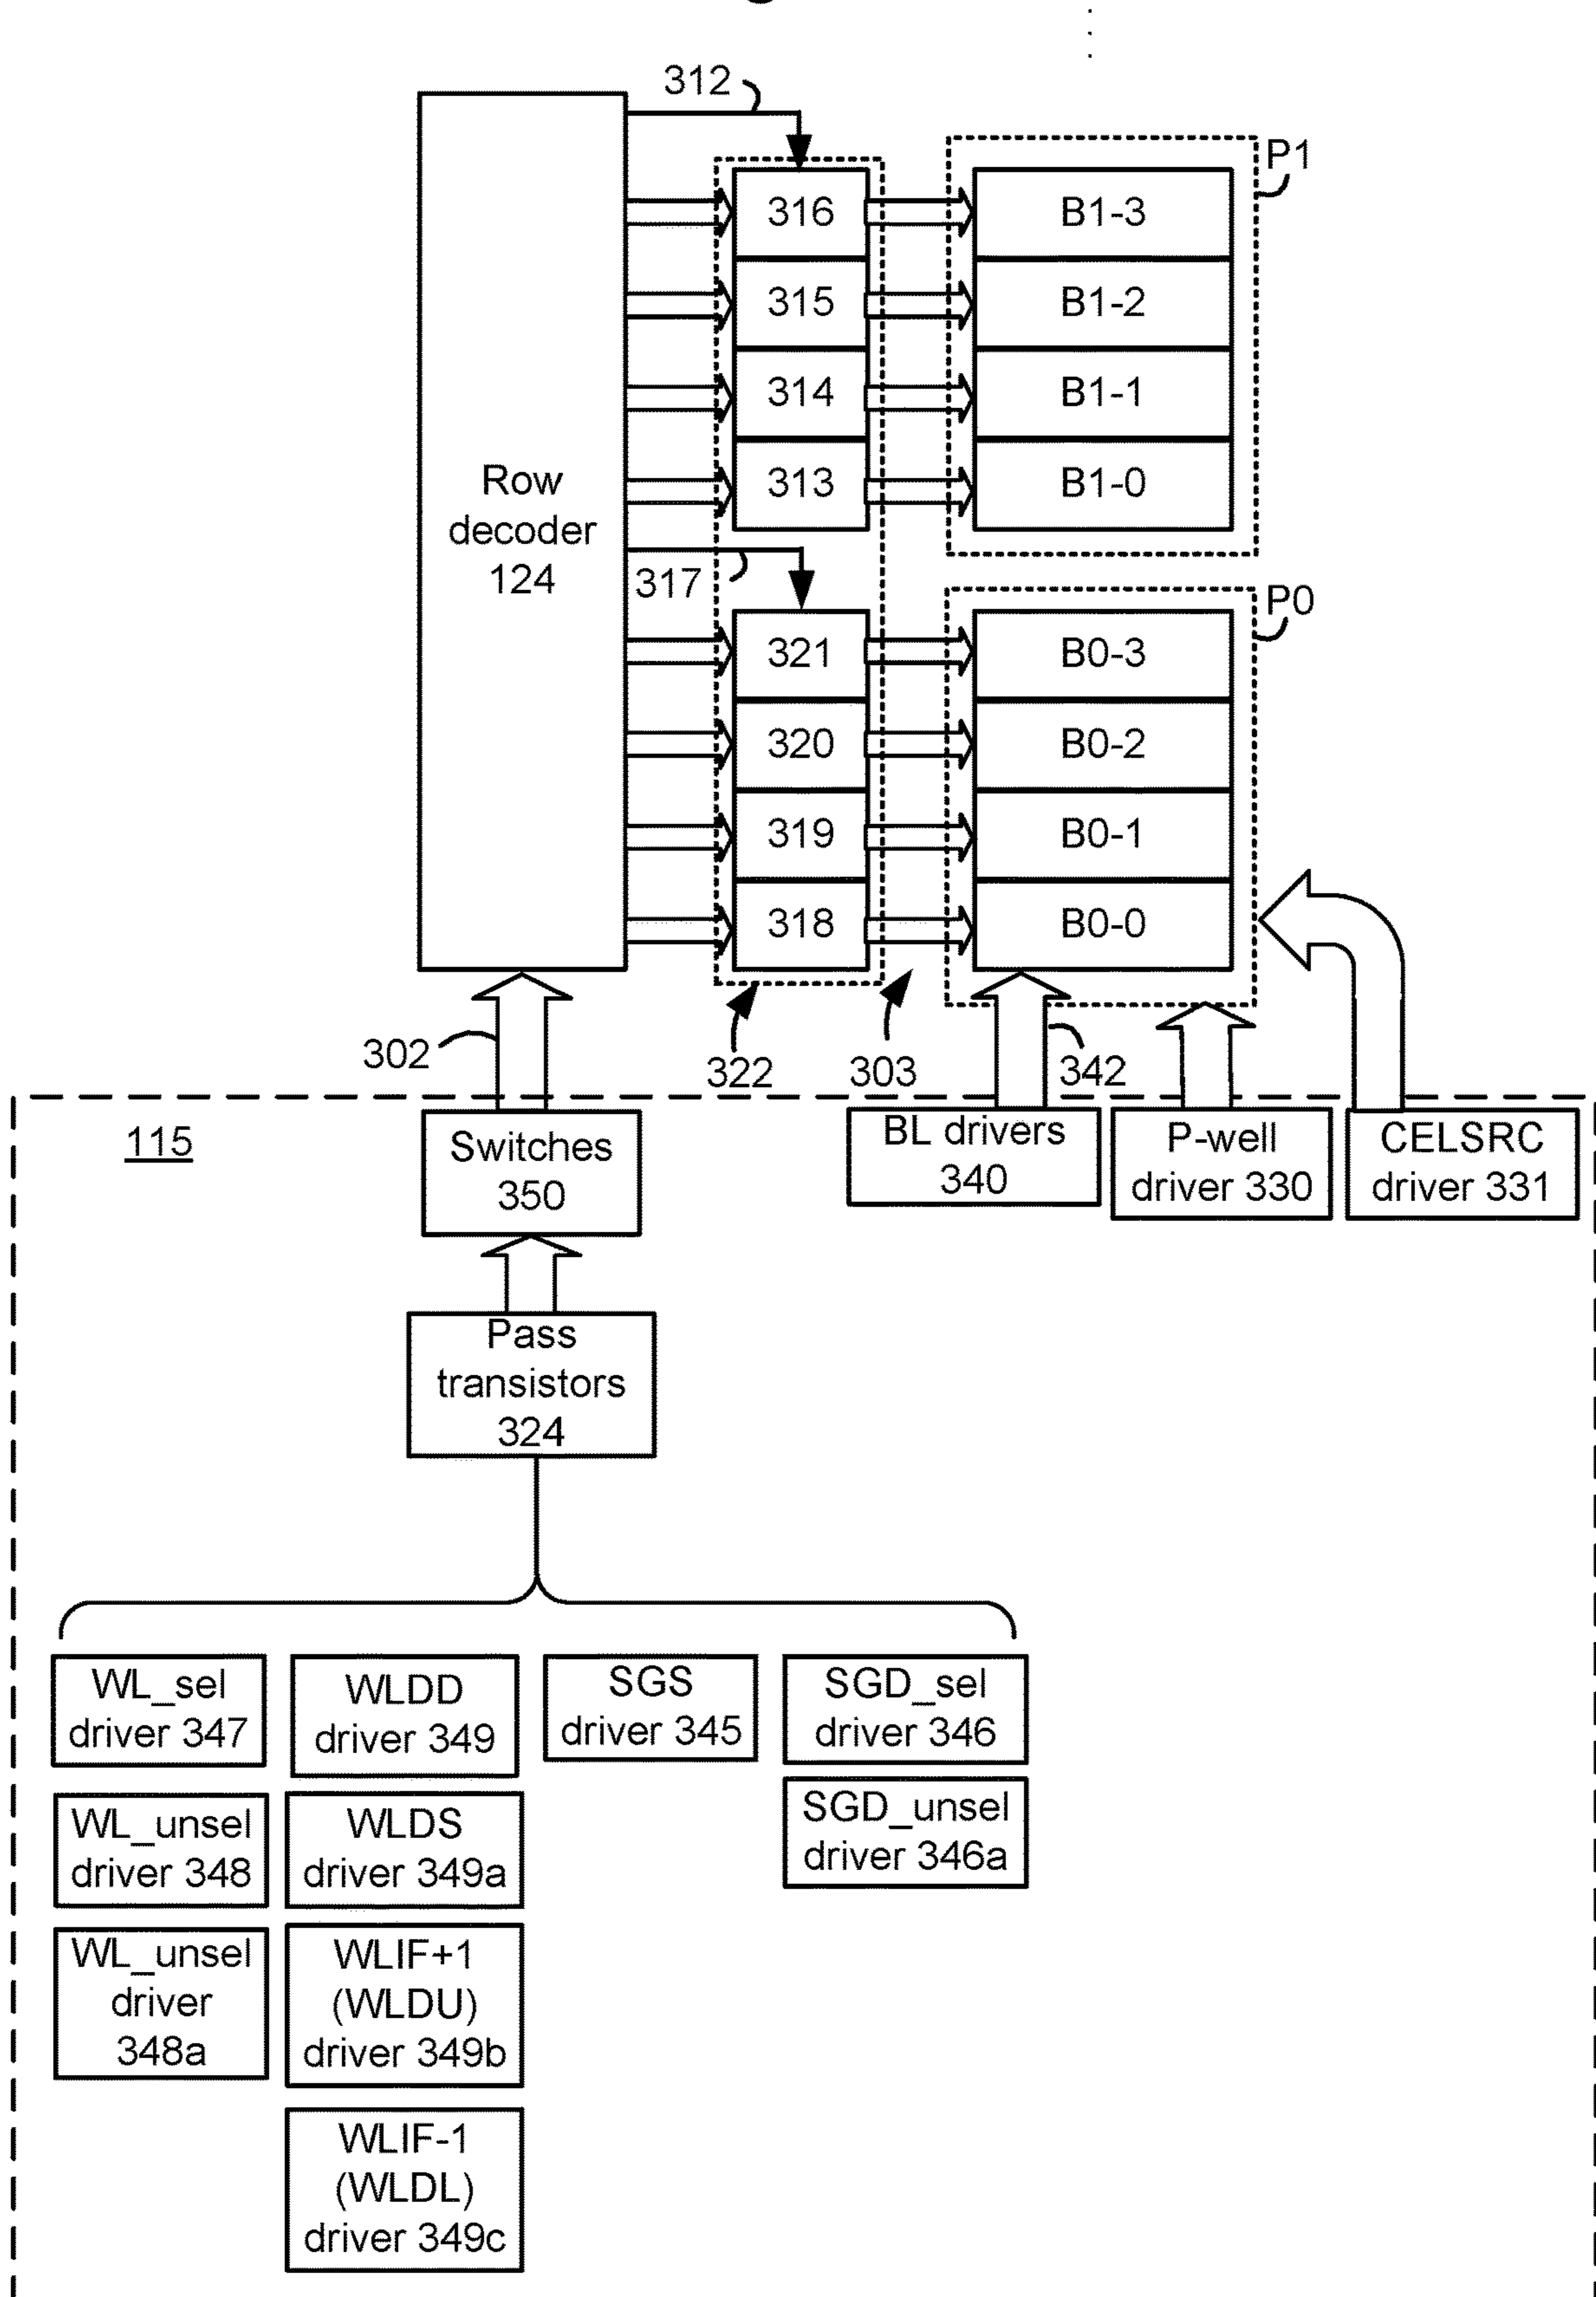 312
P1
316
B1-3
315
B1-2
314
B1-1
313
B1-0
Row
decoder
124
317
P0
321
B0-3
320
B0-2
319
B0-1
318
B0-0
302
322
303
342
115
Switches
350
BL drivers
340
P-well
driver 330
CELSRC
driver 331
Pass
transistors
324
WL_sel
driver 347
WLDD
driver 349
SGS
driver 345
SGD_sel
driver 346
WL_unsel
driver 348
WLDS
driver 349a
SGD_unsel
driver 346a
WL_unsel
driver
348a
WLIF+1
(WLDU)
driver 349b
WLIF-1
(WLDL)
driver 349c